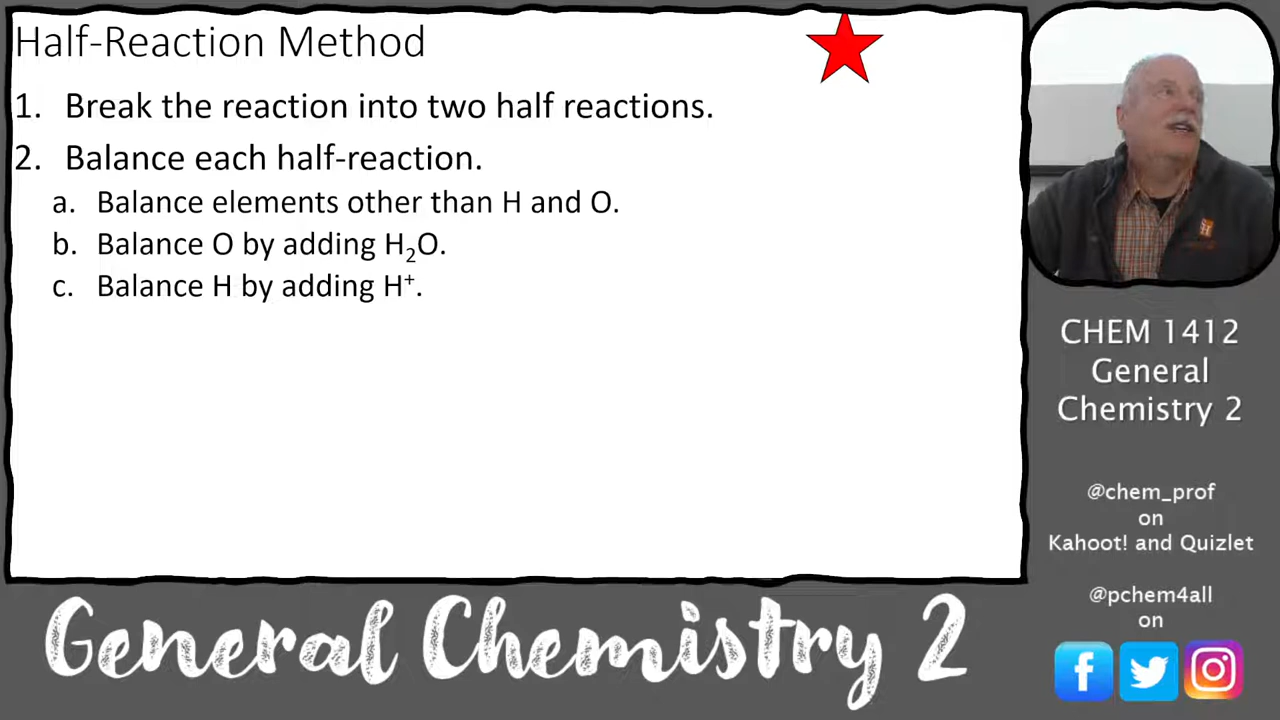 Half-Reaction Method
1. Break the reaction into two half reactions.
2. Balance each half-reaction.
a. Balance elements other than H and O.
b. Balance O by adding H₂O.
c. Balance H by adding H⁺.
CHEM 1412
General
Chemistry 2
@chem_prof
on
Kahoot! and Quizlet
@pchem4all
on
General Chemistry 2